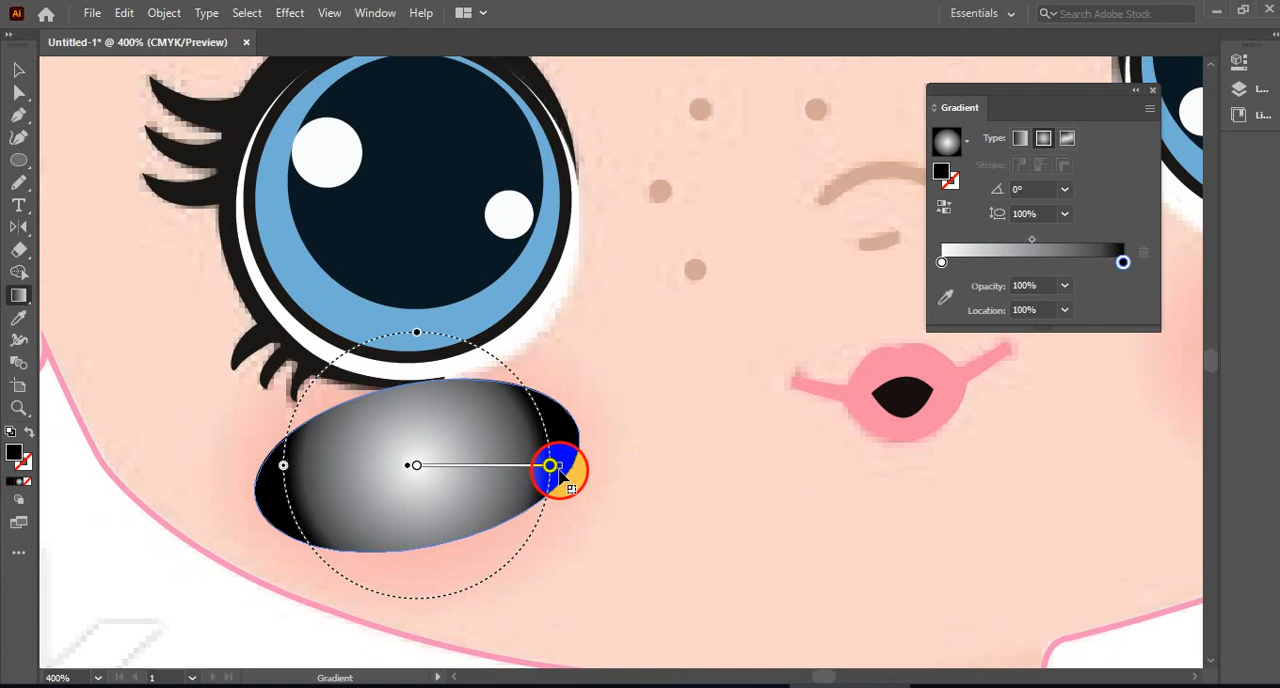 Ai File Edit Object Type Select Effect View Window Help Essentials Search Adobe Stock
Untitled-1* @ 400% (CMYK/Preview) ×
Gradient
Type:
Stroke:
0°
100%
Opacity: 100%
Location: 100%
L...
Li...
T
400% 1 Gradient